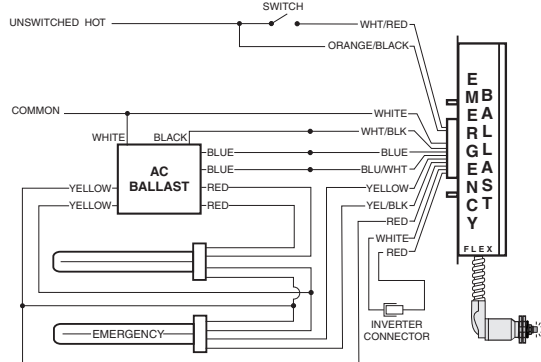 SWITCH
UNSWITCHED HOT
WHT/RED
ORANGE/BLACK
COMMON
WHITE
WHITE
BLACK
WHT/BLK
BLUE
BLUE
AC
BALLAST
BLUE
BLU/WHT
YELLOW
RED
YELLOW
YELLOW
RED
YEL/BLK
RED
WHITE
RED
EMERGENCY
BALLAST
FLEX
INVERTER
CONNECTOR
EMERGENCY